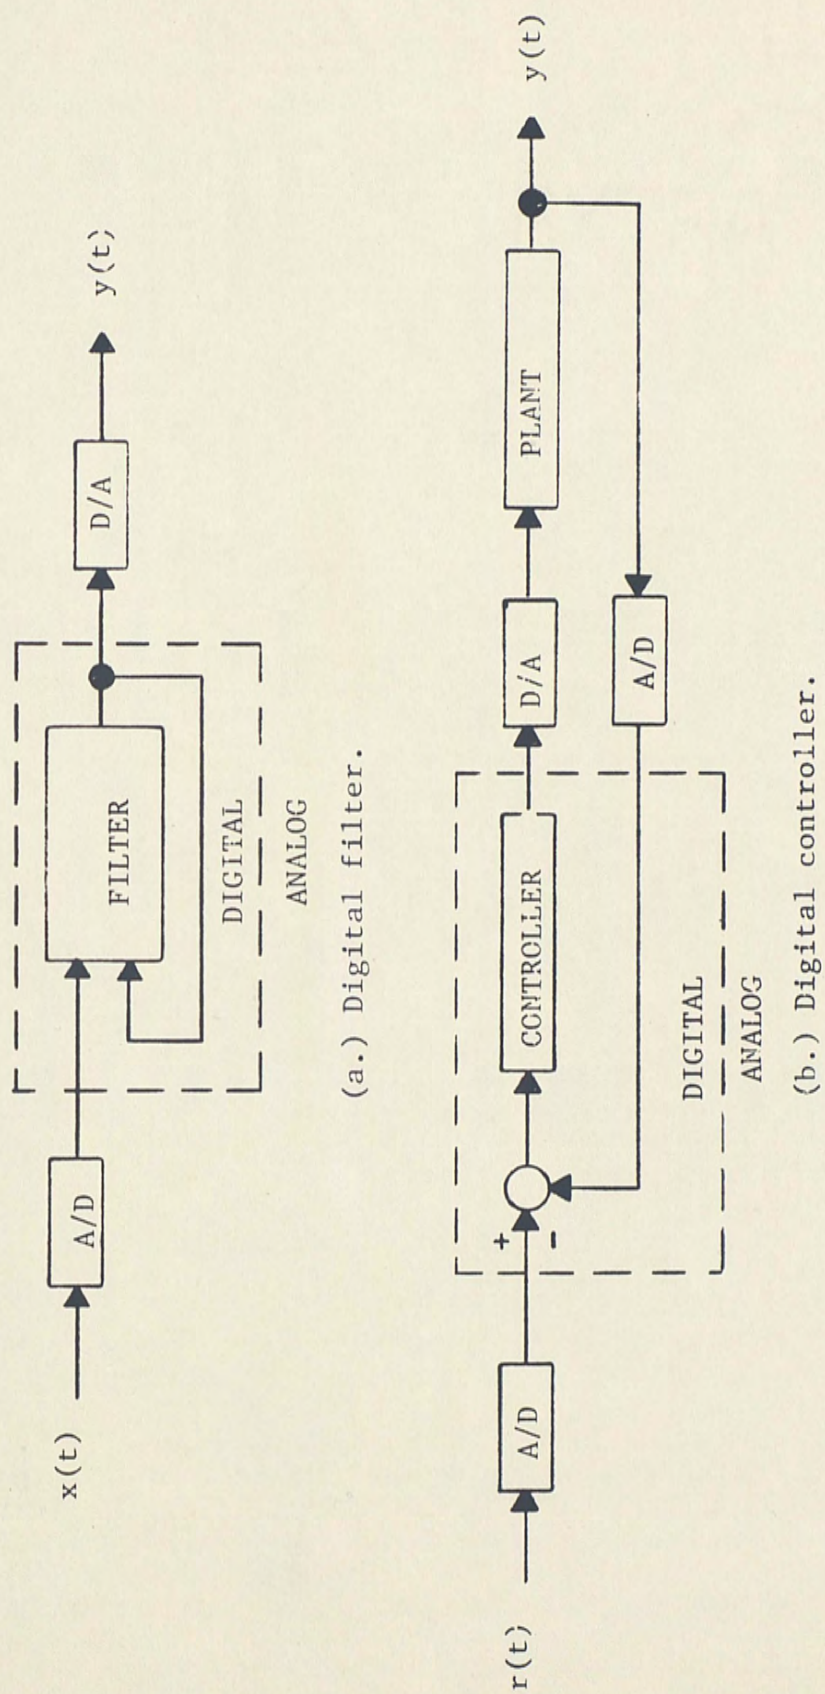 x(t)
A/D
FILTER
D/A
y(t)
DIGITAL
ANALOG
(a.) Digital filter.
r(t)
A/D
+
-
CONTROLLER
D/A
PLANT
y(t)
A/D
DIGITAL
ANALOG
(b.) Digital controller.